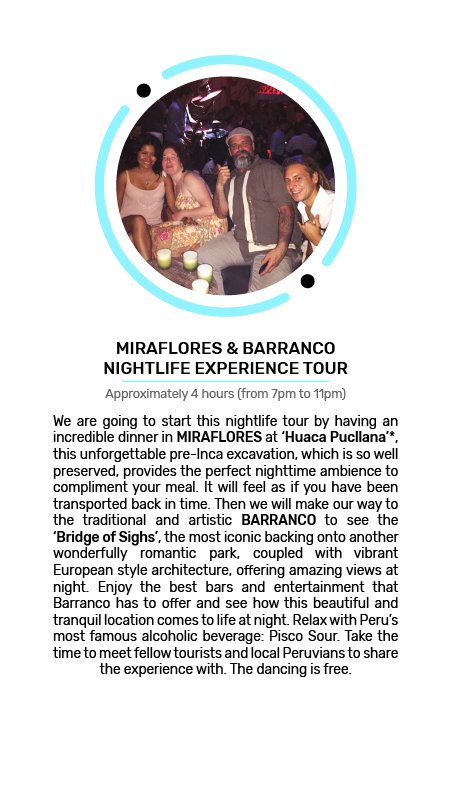 MIRAFLORES & BARRANCO
NIGHTLIFE EXPERIENCE TOUR
Approximately 4 hours (from 7pm to 11pm)
We are going to start this nightlife tour by having an
incredible dinner in MIRAFLORES at ‘Huaca Pucllana’*,
this unforgettable pre-Inca excavation, which is so well
preserved, provides the perfect nighttime ambience to
compliment your meal. It will feel as if you have been
transported back in time. Then we will make our way to
the traditional and artistic BARRANCO to see the
‘Bridge of Sighs’, the most iconic backing onto another
wonderfully romantic park, coupled with vibrant
European style architecture, offering amazing views at
night. Enjoy the best bars and entertainment that
Barranco has to offer and see how this beautiful and
tranquil location comes to life at night. Relax with Peru’s
most famous alcoholic beverage: Pisco Sour. Take the
time to meet fellow tourists and local Peruvians to share
the experience with. The dancing is free.